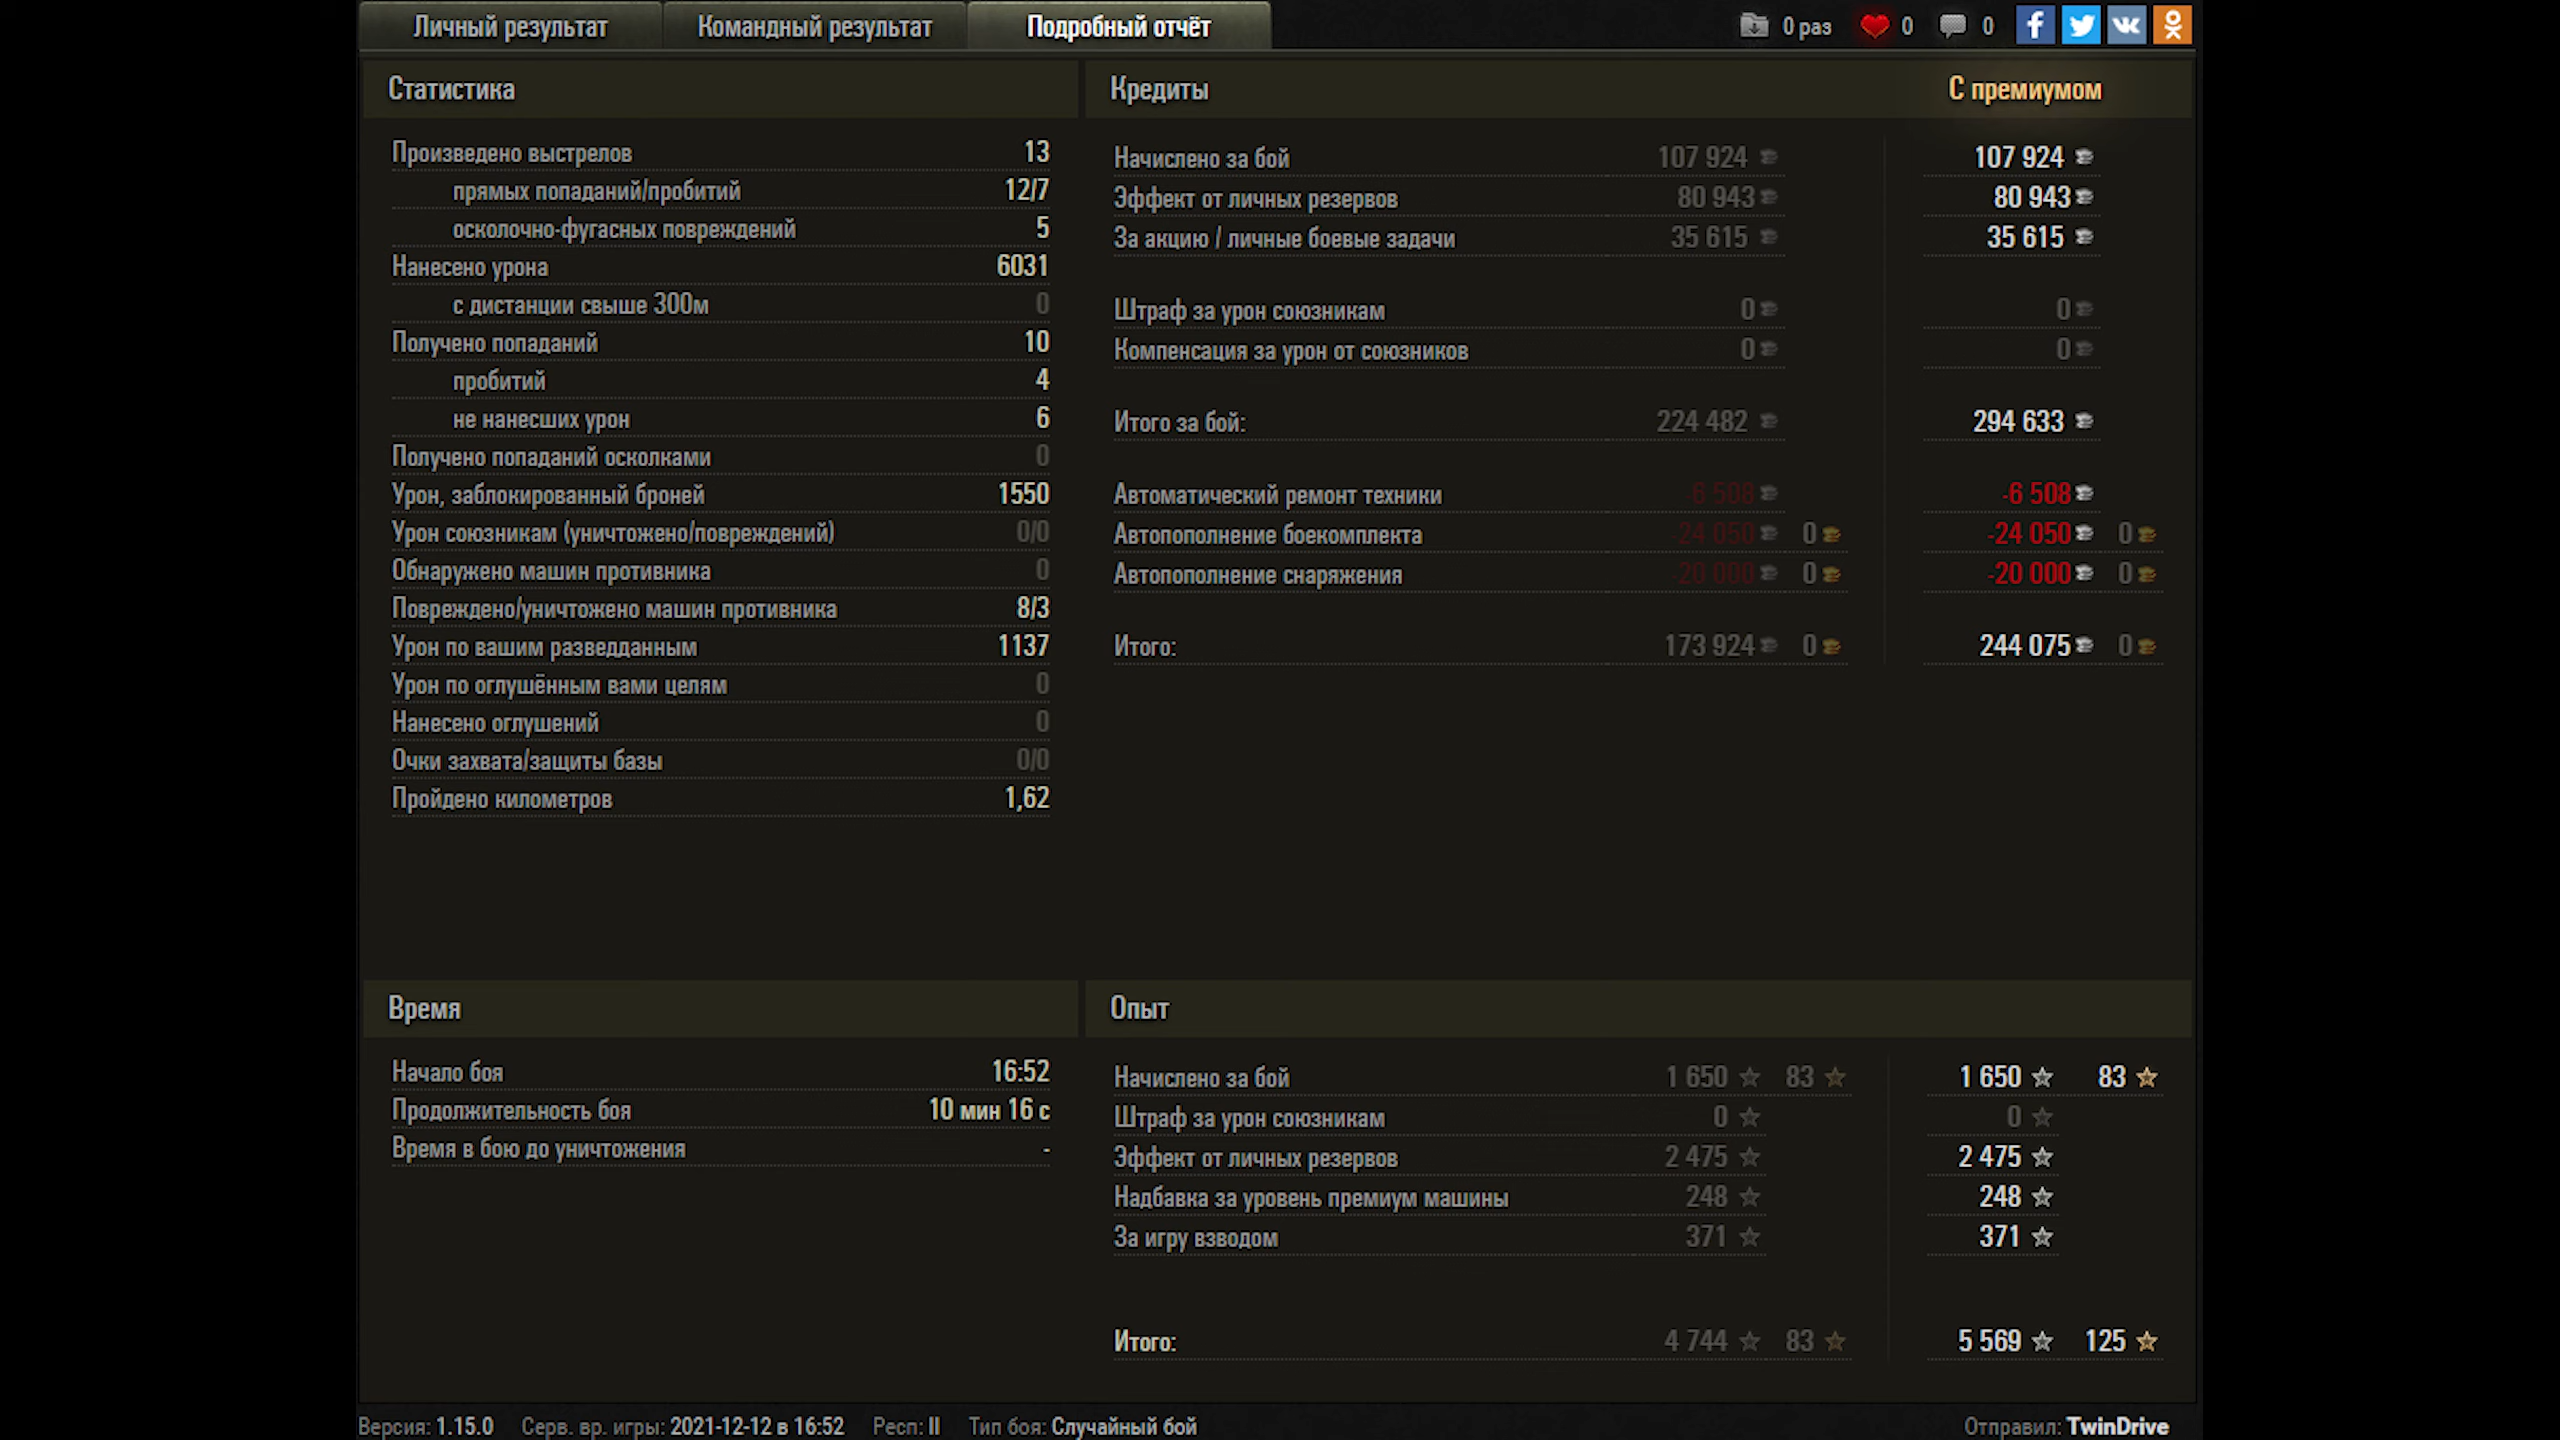 Личный результат Командный результат Подробный отчёт 0 раз 0 0
Статистика
Произведено выстрелов 13
прямых попаданий/пробитий 12/7
осколочно-фугасных повреждений 5
Нанесено урона 6031
с дистанции свыше 300м 0
Получено попаданий 10
пробитий 4
не нанесших урон 6
Получено попаданий осколками 0
Урон, заблокированный броней 1550
Урон союзникам (уничтожено/повреждений) 0/0
Обнаружено машин противника 0
Повреждено/уничтожено машин противника 8/3
Урон по вашим разведданным 1137
Урон по оглушённым вами целям 0
Нанесено оглушений 0
Очки захвата/защиты базы 0/0
Пройдено километров 1,62
Кредиты С премиумом
Начислено за бой 107 924 107 924
Эффект от личных резервов 80 943 80 943
За акцию / личные боевые задачи 35 615 35 615
Штраф за урон союзникам 0 0
Компенсация за урон от союзников 0 0
Итого за бой: 224 482 294 633
Автоматический ремонт техники -6 508 -6 508
Автопополнение боекомплекта -24 050 0 -24 050 0
Автопополнение снаряжения -20 000 0 -20 000 0
Итого: 173 924 0 244 075 0
Время
Начало боя 16:52
Продолжительность боя 10 мин 16 с
Время в бою до уничтожения -
Опыт
Начислено за бой 1 650 83 1 650 83
Штраф за урон союзникам 0 0
Эффект от личных резервов 2 475 2 475
Надбавка за уровень премиум машины 248 248
За игру взводом 371 371
Итого: 4 744 83 5 569 125
Версия: 1.15.0 Серв. вр. игры: 2021-12-12 в 16:52 Респ: II Тип боя: Случайный бой Отправил: TwinDrive